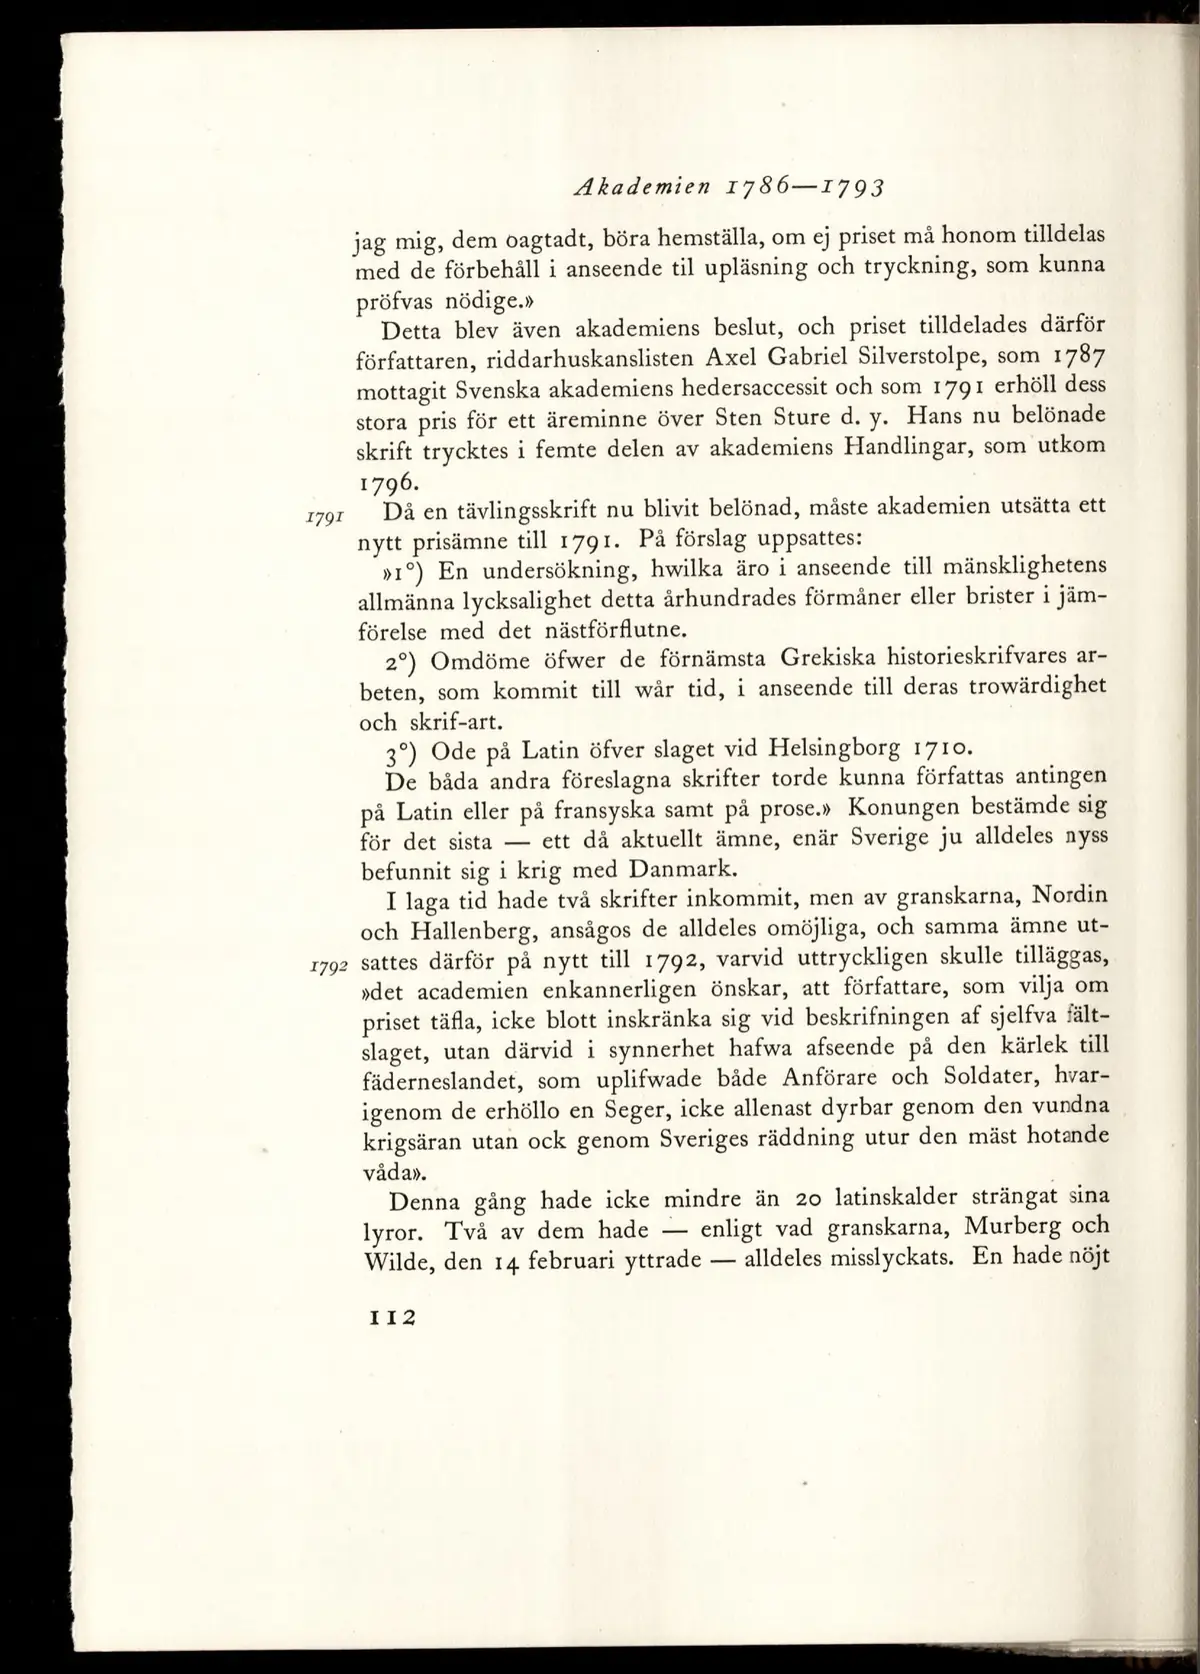 Akademien 1786—1793
jag mig, dem oagtadt, böra hemställa, om ej priset må honom tilldelas
med de förbehåll i anseende til upläsning och tryckning, som kunna
pröfvas nödige.»
Detta blev även akademiens beslut, och priset tilldelades därför
författaren, riddarhuskanslisten Axel Gabriel Silverstolpe, som 1787
mottagit Svenska akademiens hedersaccessit och som 1791 erhöll dess
stora pris för ett äreminne över Sten Sture d. y. Hans nu belönade
skrift trycktes i femte delen av akademiens Handlingar, som utkom
1796.
1791 Då en tävlingsskrift nu blivit belönad, måste akademien utsätta ett
nytt prisämne till 1791. På förslag uppsattes:
»1°) En undersökning, hwilka äro i anseende till mänsklighetens
allmänna lycksalighet detta århundrades förmåner eller brister i jäm-
förelse med det nästförflutne.
2°) Omdöme öfwer de förnämsta Grekiska historieskrifvares ar-
beten, som kommit till wår tid, i anseende till deras trowärdighet
och skrif-art.
3°) Ode på Latin öfver slaget vid Helsingborg 1710.
De båda andra föreslagna skrifter torde kunna författas antingen
på Latin eller på fransyska samt på prose.» Konungen bestämde sig
för det sista — ett då aktuellt ämne, enär Sverige ju alldeles nyss
befunnit sig i krig med Danmark.
I laga tid hade två skrifter inkommit, men av granskarna, Nordin
och Hallenberg, ansågos de alldeles omöjliga, och samma ämne ut-
1792 sattes därför på nytt till 1792, varvid uttryckligen skulle tilläggas,
»det academien enkannerligen önskar, att författare, som vilja om
priset täfla, icke blott inskränka sig vid beskrifningen af sjelfva fält-
slaget, utan därvid i synnerhet hafwa afseende på den kärlek till
fäderneslandet, som uplifwade både Anförare och Soldater, hvar-
igenom de erhöllo en Seger, icke allenast dyrbar genom den vundna
krigsäran utan ock genom Sveriges räddning utur den mäst hotande
våda».
Denna gång hade icke mindre än 20 latinskalder strängat sina
lyror. Två av dem hade — enligt vad granskarna, Murberg och
Wilde, den 14 februari yttrade — alldeles misslyckats. En hade nöjt
112